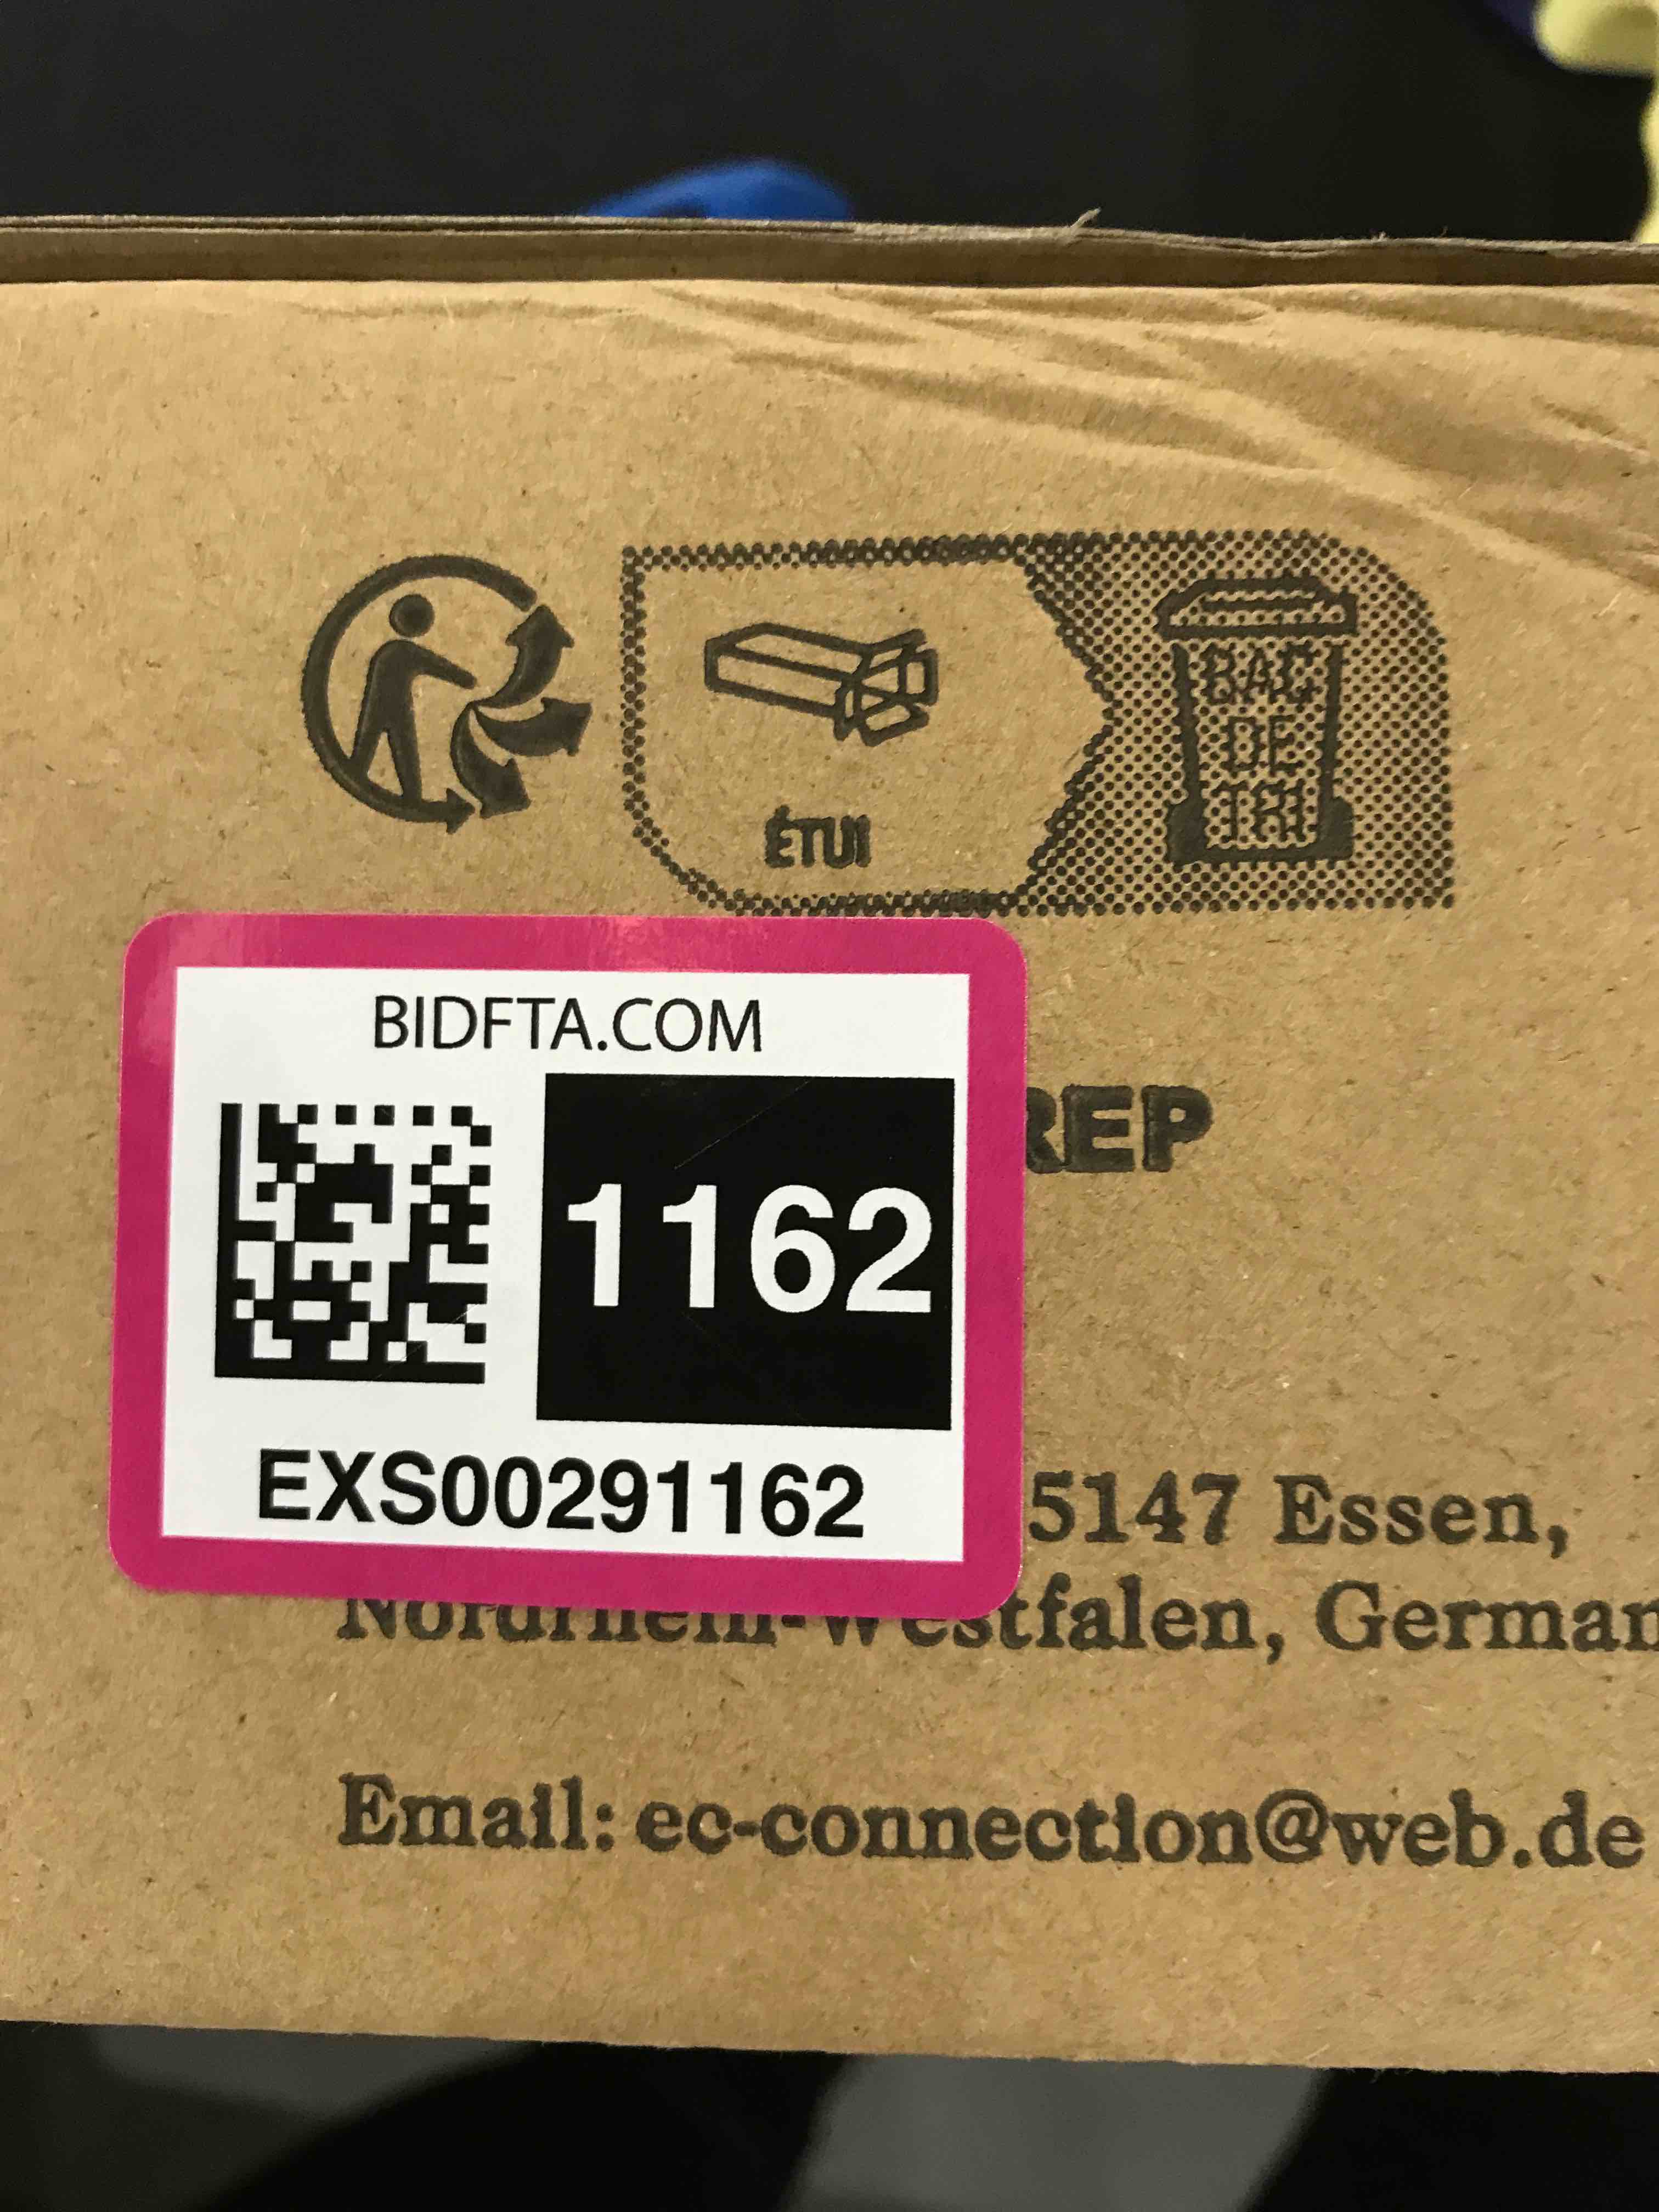 ÉTUI
BAC
DE
TRI
BIDFTA.COM
1162
EXS00291162
REP
5147 Essen,
Nordrhein-Westfalen, German
Email: ec-connection@web.de